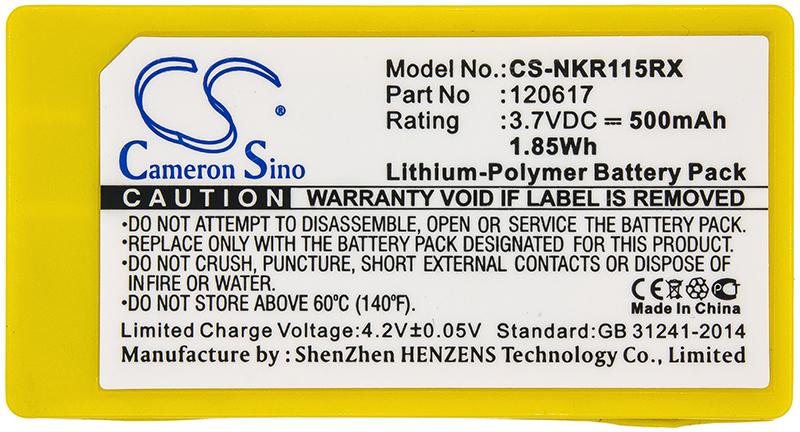 CS
®
Cameron Sino
Model No.: CS-NKR115RX
Part No : 120617
Rating : 3.7VDC ⎓ 500mAh
1.85Wh
Lithium-Polymer Battery Pack
CAUTION WARRANTY VOID IF LABEL IS REMOVED
•DO NOT ATTEMPT TO DISASSEMBLE, OPEN OR SERVICE THE BATTERY PACK.
•REPLACE ONLY WITH THE BATTERY PACK DESIGNATED FOR THIS PRODUCT.
•DO NOT CRUSH, PUNCTURE, SHORT EXTERNAL CONTACTS OR DISPOSE OF
INFIRE OR WATER.
•DO NOT STORE ABOVE 60°C (140°F).
CE
Made in China
Limited Charge Voltage:4.2V±0.05V Standard:GB 31241-2014
Manufacture by : ShenZhen HENZENS Technology Co., Limited